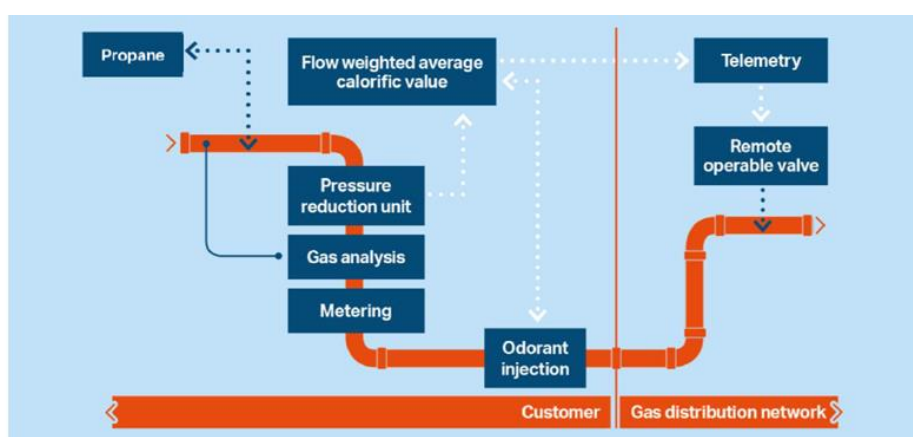 Propane
Flow weighted average
calorific value
Telemetry
Remote
operable valve
Pressure
reduction unit
Gas analysis
Metering
Odorant
injection
Customer
Gas distribution network